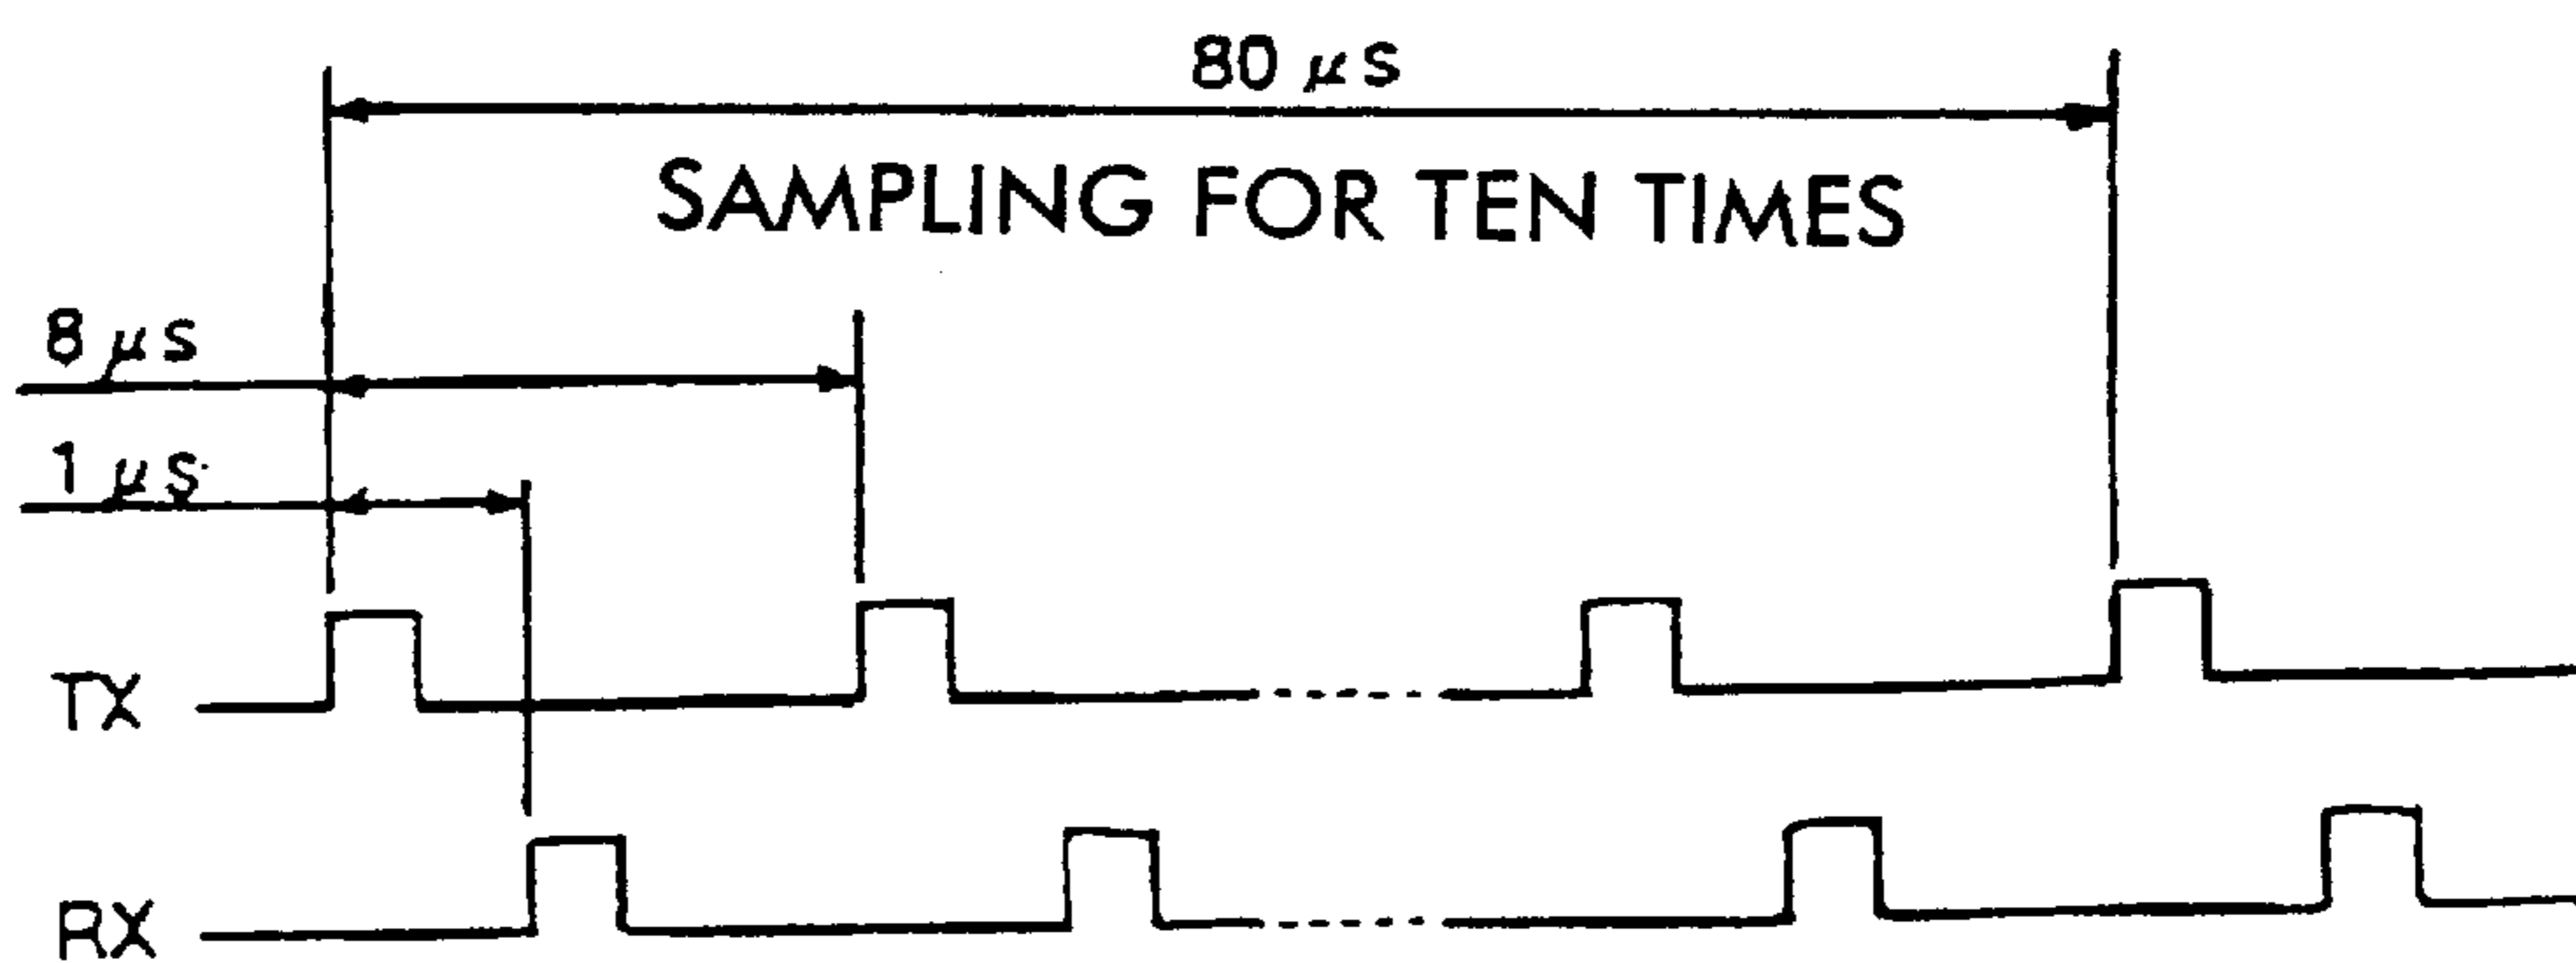 80 μs
SAMPLING FOR TEN TIMES
8 μs
1 μs
TX
RX